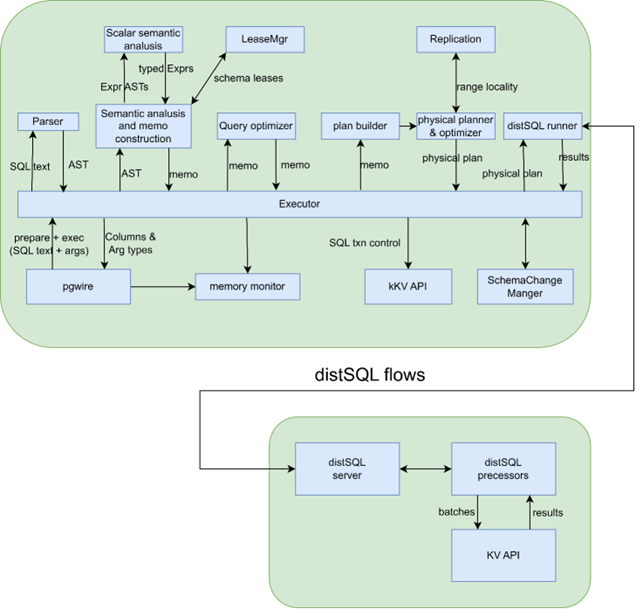 Scalar semantic
analusis
LeaseMgr
Replication
typed Exprs
Expr ASTs
schema leases
range locality
Parser
Semantic analusis
and memo
construction
Query optimizer
plan builder
physical planner
& optimizer
distSQL runner
SQL text
AST
AST
memo
memo
memo
memo
physical plan
physical plan
results
Executor
prepare + exec
(SQL text + args)
Columns &
Arg types
SQL txn control
pgwire
memory monitor
kKV API
SchemaChange
Manger
distSQL flows
distSQL
server
distSQL
precessors
batches
results
KV API